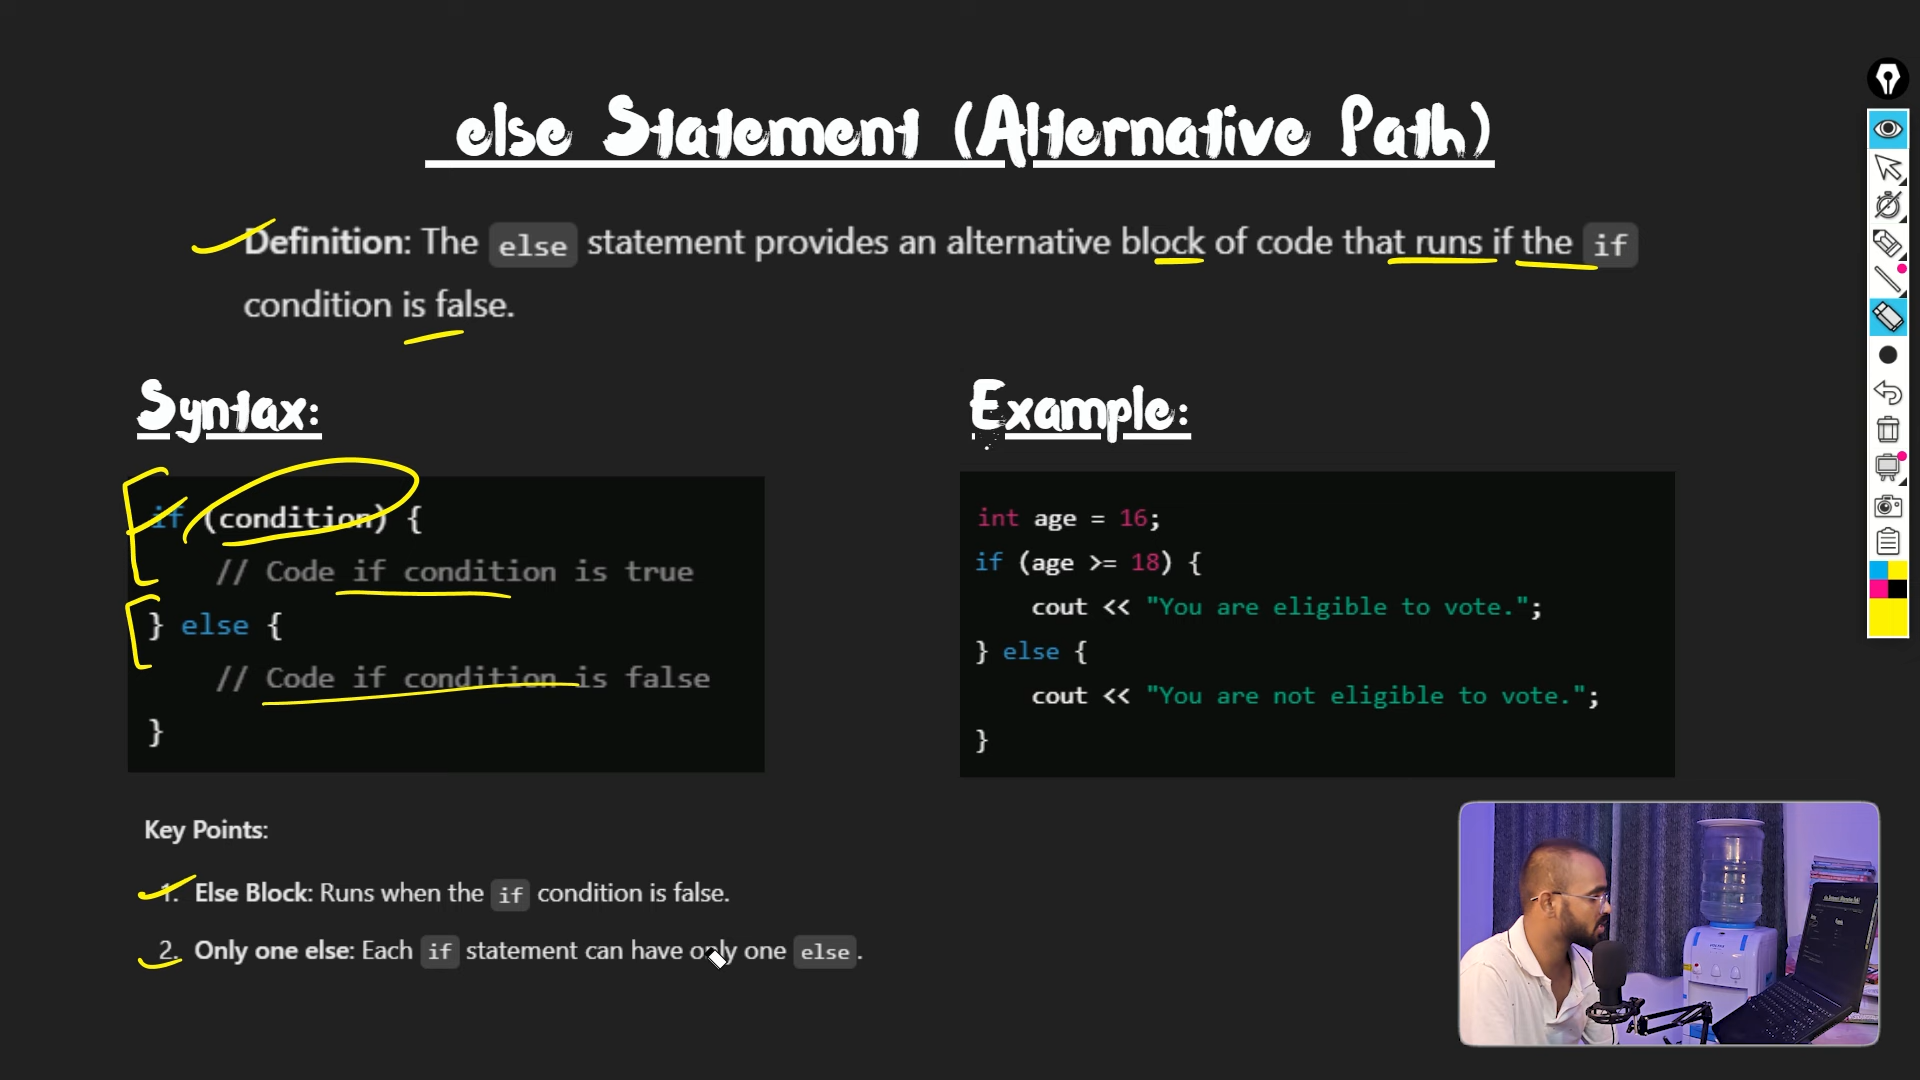 else Statement (Alternative Path)
Definition: The else statement provides an alternative block of code that runs if the if
condition is false.
Syntax:
if (condition) {
// Code if condition is true
} else {
// Code if condition is false
}
Example:
int age = 16;
if (age >= 18) {
cout << "You are eligible to vote.";
} else {
cout << "You are not eligible to vote.";
}
Key Points:
1. Else Block: Runs when the if condition is false.
2. Only one else: Each if statement can have only one else.